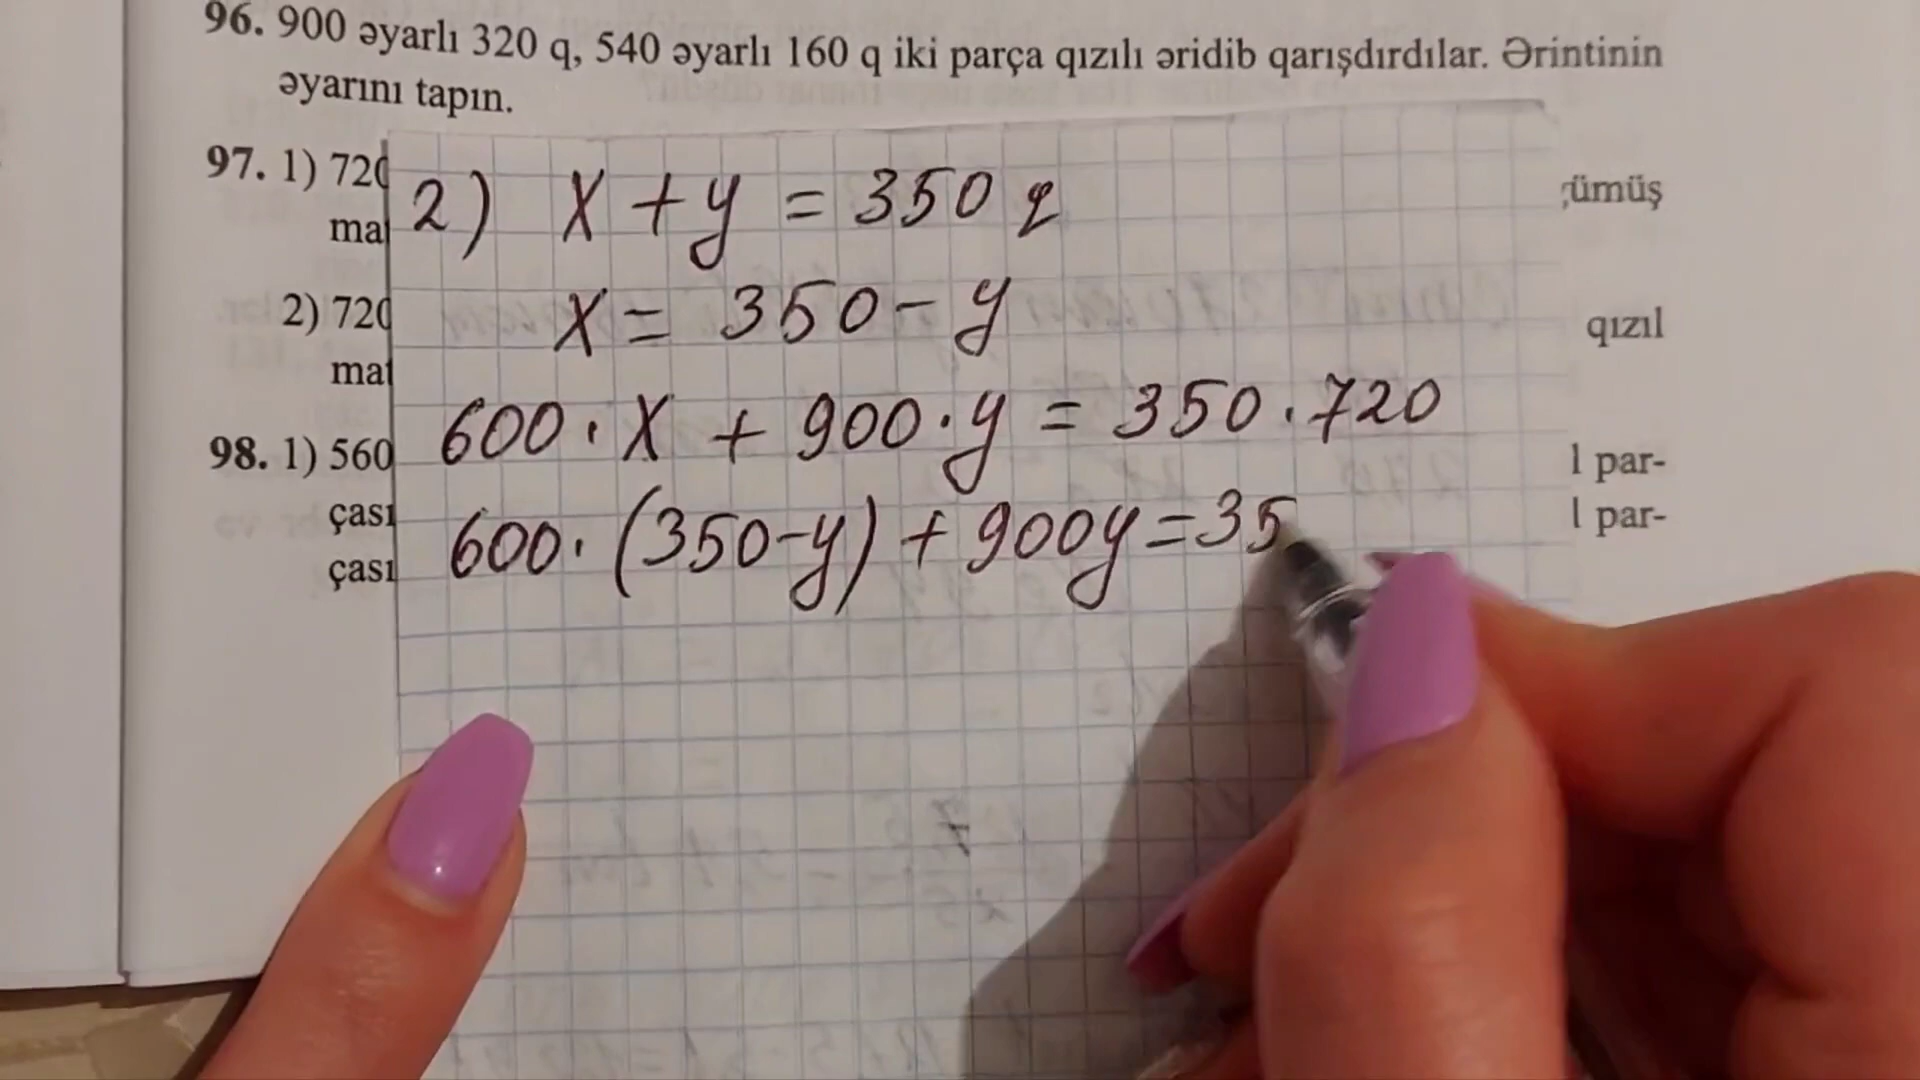 96. 900 əyarlı 320 q, 540 əyarlı 160 q iki parça qızılı əridib qarışdırdılar. Ərintinin
əyarını tapın.
97. 1) 720
ümüş
ma
2) 720
qızıl
mat
98. 1) 560
l par-
çası
l par-
çası
2) x + y = 350 q
x = 350 - y
600 · x + 900 · y = 350 · 720
600 · (350-y) + 900y = 35